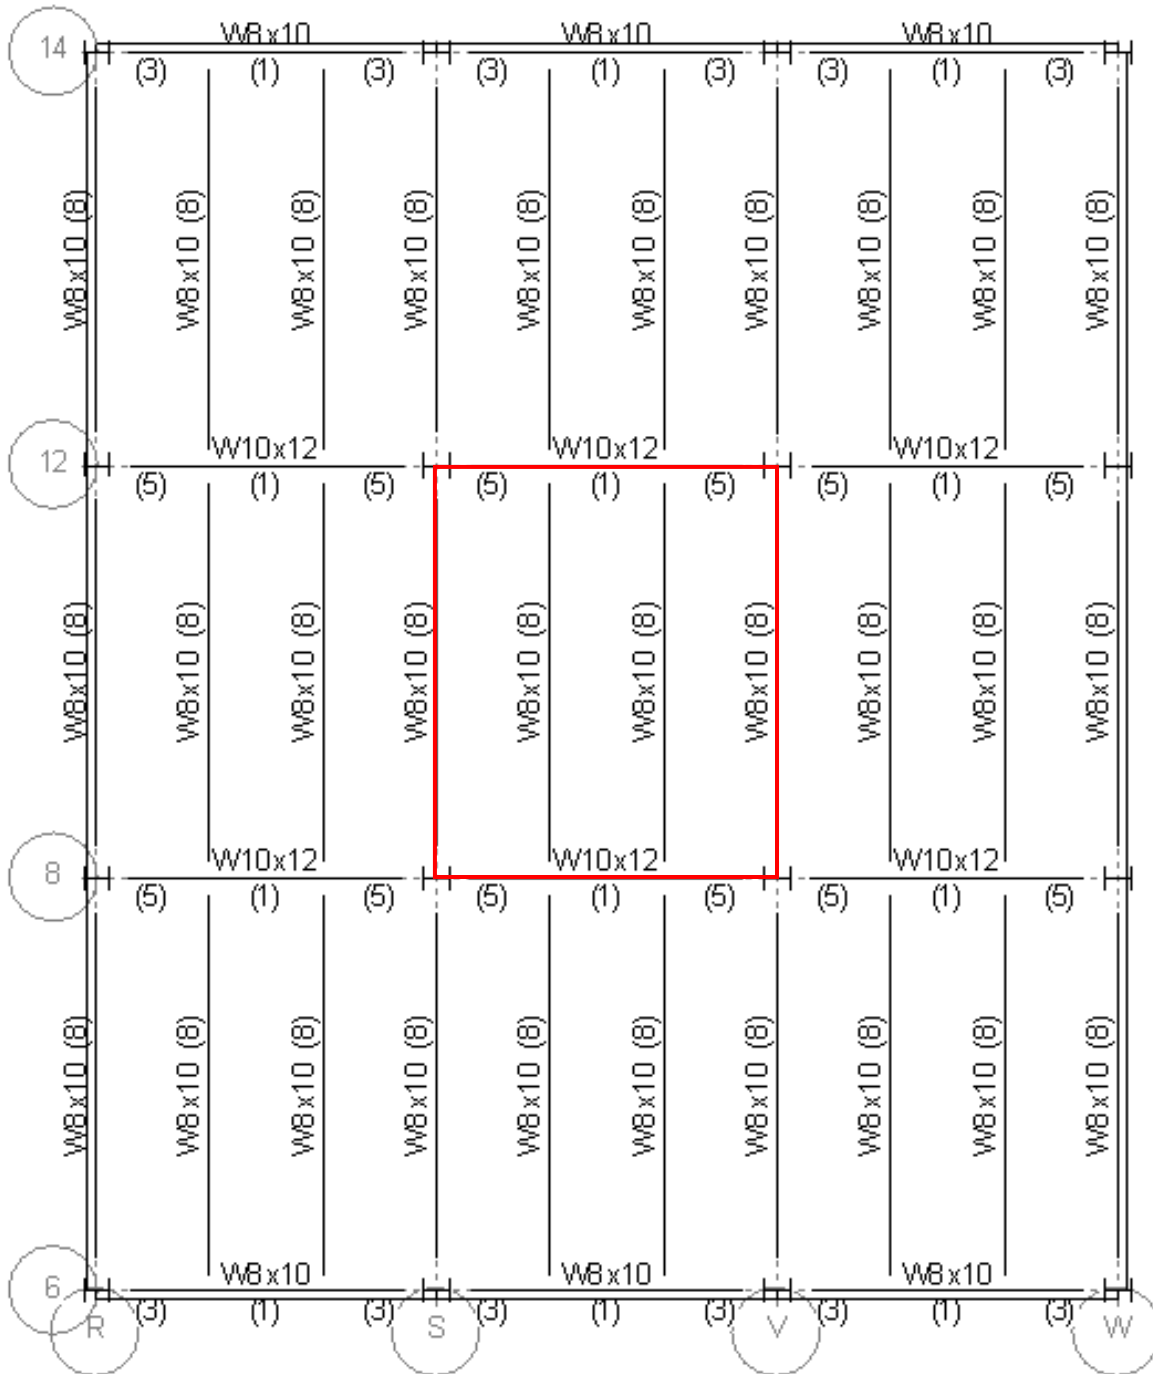 W8x10 W8x10 W8x10
14
(3) (1) (3) (3) (1) (3) (3) (1) (3)
W8x10 (8) W8x10 (8) W8x10 (8) W8x10 (8) W8x10 (8) W8x10 (8) W8x10 (8) W8x10 (8) W8x10 (8) W8x10 (8)
W10x12 W10x12 W10x12
12
(5) (1) (5) (5) (1) (5) (5) (1) (5)
W8x10 (8) W8x10 (8) W8x10 (8) W8x10 (8) W8x10 (8) W8x10 (8) W8x10 (8) W8x10 (8) W8x10 (8) W8x10 (8)
W10x12 W10x12 W10x12
8
(5) (1) (5) (5) (1) (5) (5) (1) (5)
W8x10 (8) W8x10 (8) W8x10 (8) W8x10 (8) W8x10 (8) W8x10 (8) W8x10 (8) W8x10 (8) W8x10 (8) W8x10 (8)
W8x10 W8x10 W8x10
6
(3) (1) (3) (3) (1) (3) (3) (1) (3)
R S V W